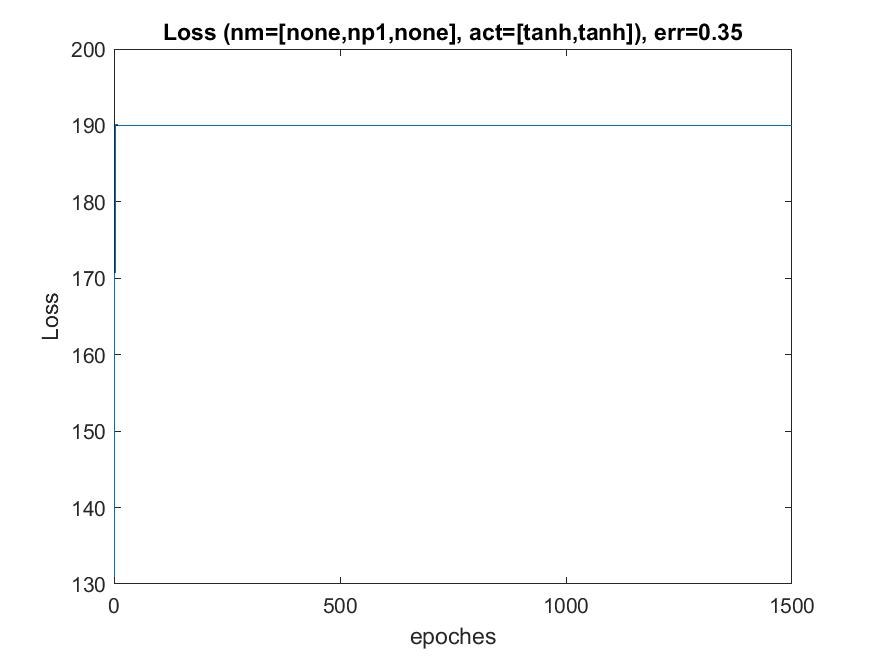 Loss (nm=[none,np1,none], act=[tanh,tanh]), err=0.35
200
190
180
170
160
150
140
130
Loss
0 500 1000 1500
epoches